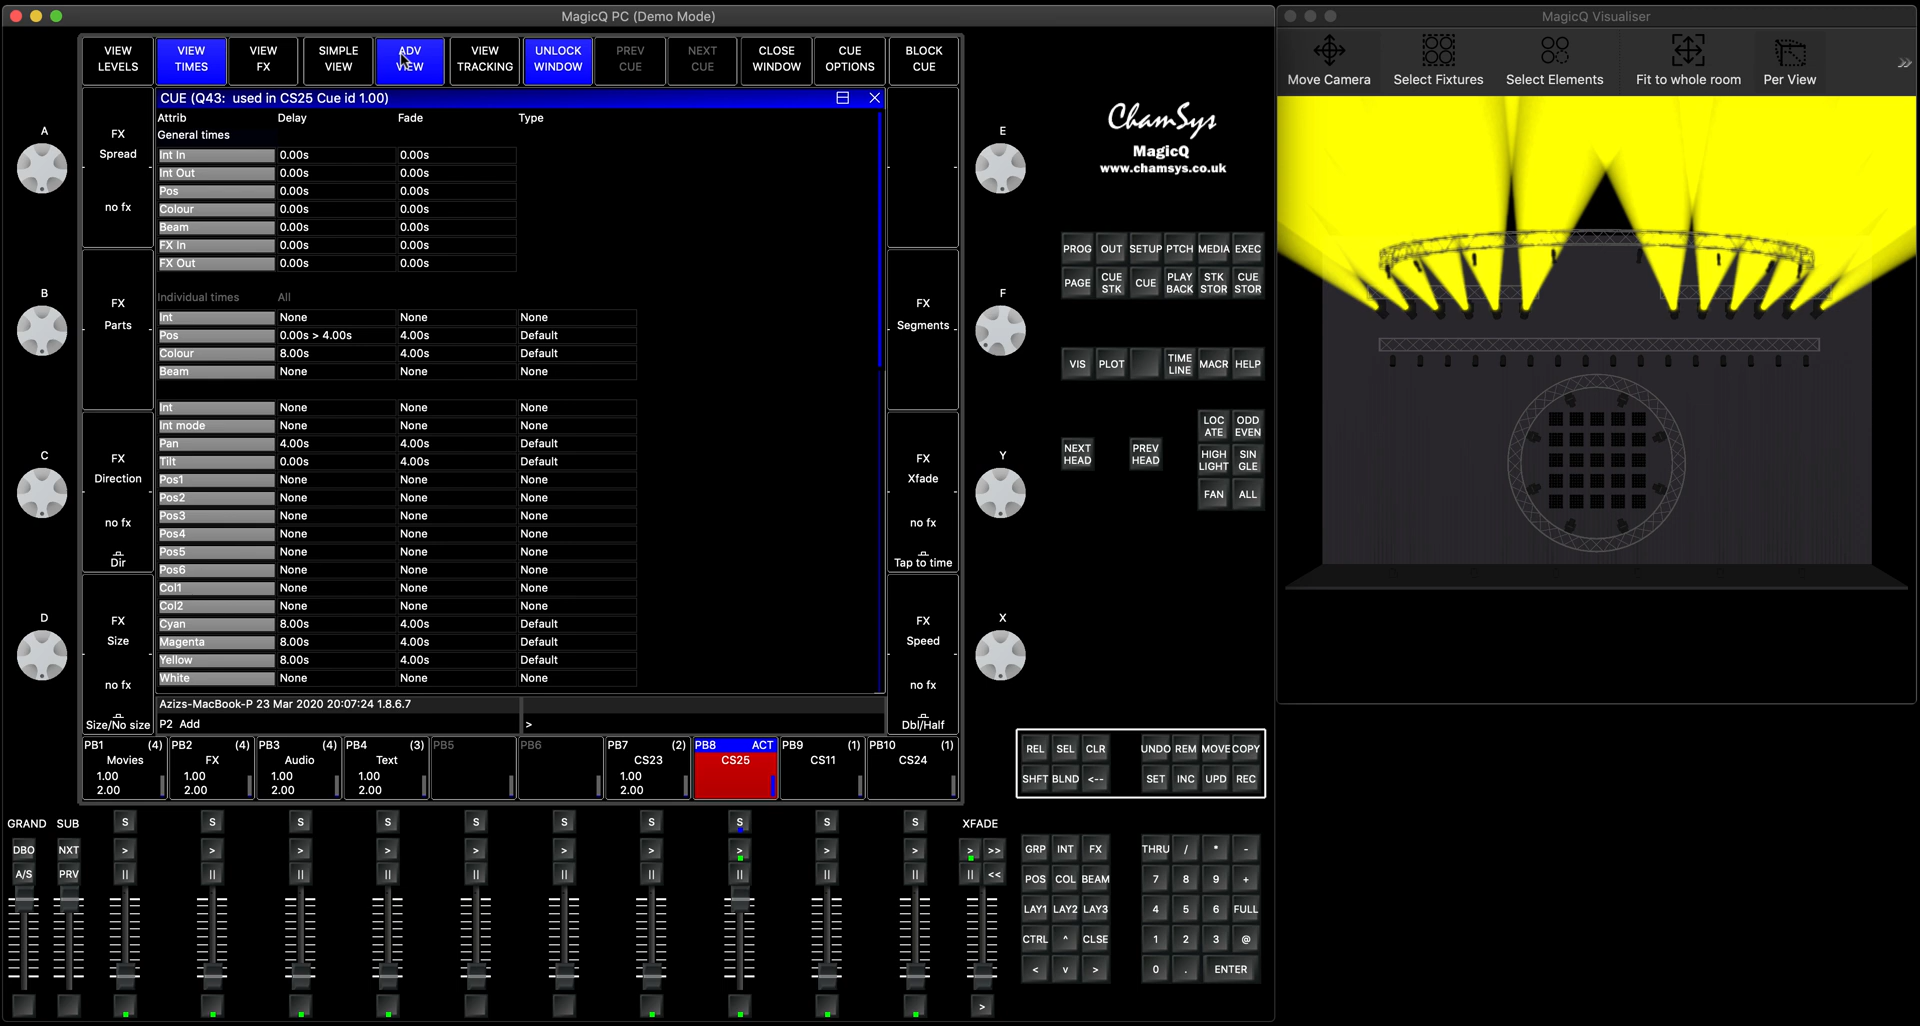 MagicQ PC (Demo Mode)
MagicQ Visualiser
VIEW LEVELS
VIEW TIMES
VIEW FX
SIMPLE VIEW
ADV VIEW
VIEW TRACKING
UNLOCK WINDOW
PREV CUE
NEXT CUE
CLOSE WINDOW
CUE OPTIONS
BLOCK CUE
Move Camera
Select Fixtures
Select Elements
Fit to whole room
Per View
CUE (Q43: used in CS25 Cue id 1.00)
Attrib Delay Fade Type
General times
Int In 0.00s 0.00s
Int Out 0.00s 0.00s
Pos 0.00s 0.00s
Colour 0.00s 0.00s
Beam 0.00s 0.00s
FX In 0.00s 0.00s
FX Out 0.00s 0.00s
Individual times All
Int None None None
Pos 0.00s > 4.00s 4.00s Default
Colour 8.00s 4.00s Default
Beam None None None
Int None None None
Int mode None None None
Pan 4.00s 4.00s Default
Tilt 0.00s 4.00s Default
Pos1 None None None
Pos2 None None None
Pos3 None None None
Pos4 None None None
Pos5 None None None
Pos6 None None None
Col1 None None None
Col2 None None None
Cyan 8.00s 4.00s Default
Magenta 8.00s 4.00s Default
Yellow 8.00s 4.00s Default
White None None None
Azizs-MacBook-P 23 Mar 2020 20:07:24 1.8.6.7
P2 Add
>
A
B
C
D
FX
Spread
no fx
FX
Parts
FX
Direction
no fx
Dir
FX
Size
no fx
Size/No size
FX
Segments
FX
Xfade
no fx
Tap to time
FX
Speed
no fx
Dbl/Half
E
F
Y
X
ChamSys
MagicQ
www.chamsys.co.uk
PROG OUT SETUP PTCH MEDIA EXEC
PAGE CUE STK CUE PLAY BACK STK STOR CUE STOR
VIS PLOT TIME LINE MACR HELP
LOC ATE ODD EVEN
NEXT HEAD PREV HEAD HIGH LIGHT SIN GLE
FAN ALL
PB1 (4) PB2 (4) PB3 (4) PB4 (3) PB5 PB6 PB7 (2) PB8 ACT PB9 (1) PB10 (1)
Movies FX Audio Text CS23 CS25 CS11 CS24
1.00 1.00 1.00 1.00 1.00
2.00 2.00 2.00 2.00 2.00
REL SEL CLR UNDO REM MOVE COPY
SHFT BLND <-- SET INC UPD REC
GRAND SUB S S S S S S S S S S XFADE
DBO NXT > > > > > > > > > > > >>
A/S PRV || || || || || || || || || || || <<
>
GRP INT FX THRU / * -
POS COL BEAM 7 8 9 +
LAY1 LAY2 LAY3 4 5 6 FULL
CTRL ^ CLSE 1 2 3 @
< v > 0 . ENTER